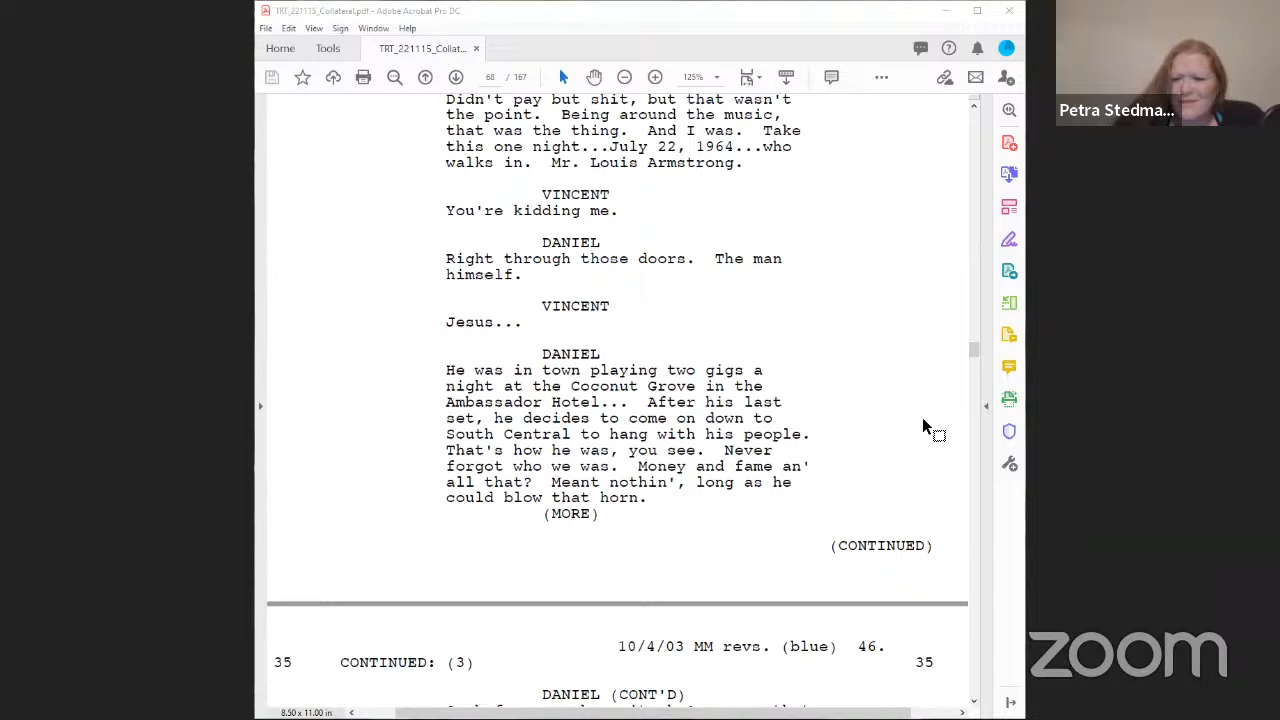 TRT_221115_Collateral.pdf - Adobe Acrobat Pro DC
File Edit View Sign Window Help
Home Tools TRT_221115_Collat... ×
68 / 167 125%
Didn't pay but shit, but that wasn't
the point. Being around the music,
that was the thing. And I was. Take
this one night...July 22, 1964...who
walks in. Mr. Louis Armstrong.
VINCENT
You're kidding me.
DANIEL
Right through those doors. The man
himself.
VINCENT
Jesus...
DANIEL
He was in town playing two gigs a
night at the Coconut Grove in the
Ambassador Hotel... After his last
set, he decides to come on down to
South Central to hang with his people.
That's how he was, you see. Never
forgot who we was. Money and fame an'
all that? Meant nothin', long as he
could blow that horn.
(MORE)
(CONTINUED)
10/4/03 MM revs. (blue) 46.
35 CONTINUED: (3) 35
DANIEL (CONT'D)
8.50 x 11.00 in
Petra Stedma...
zoom